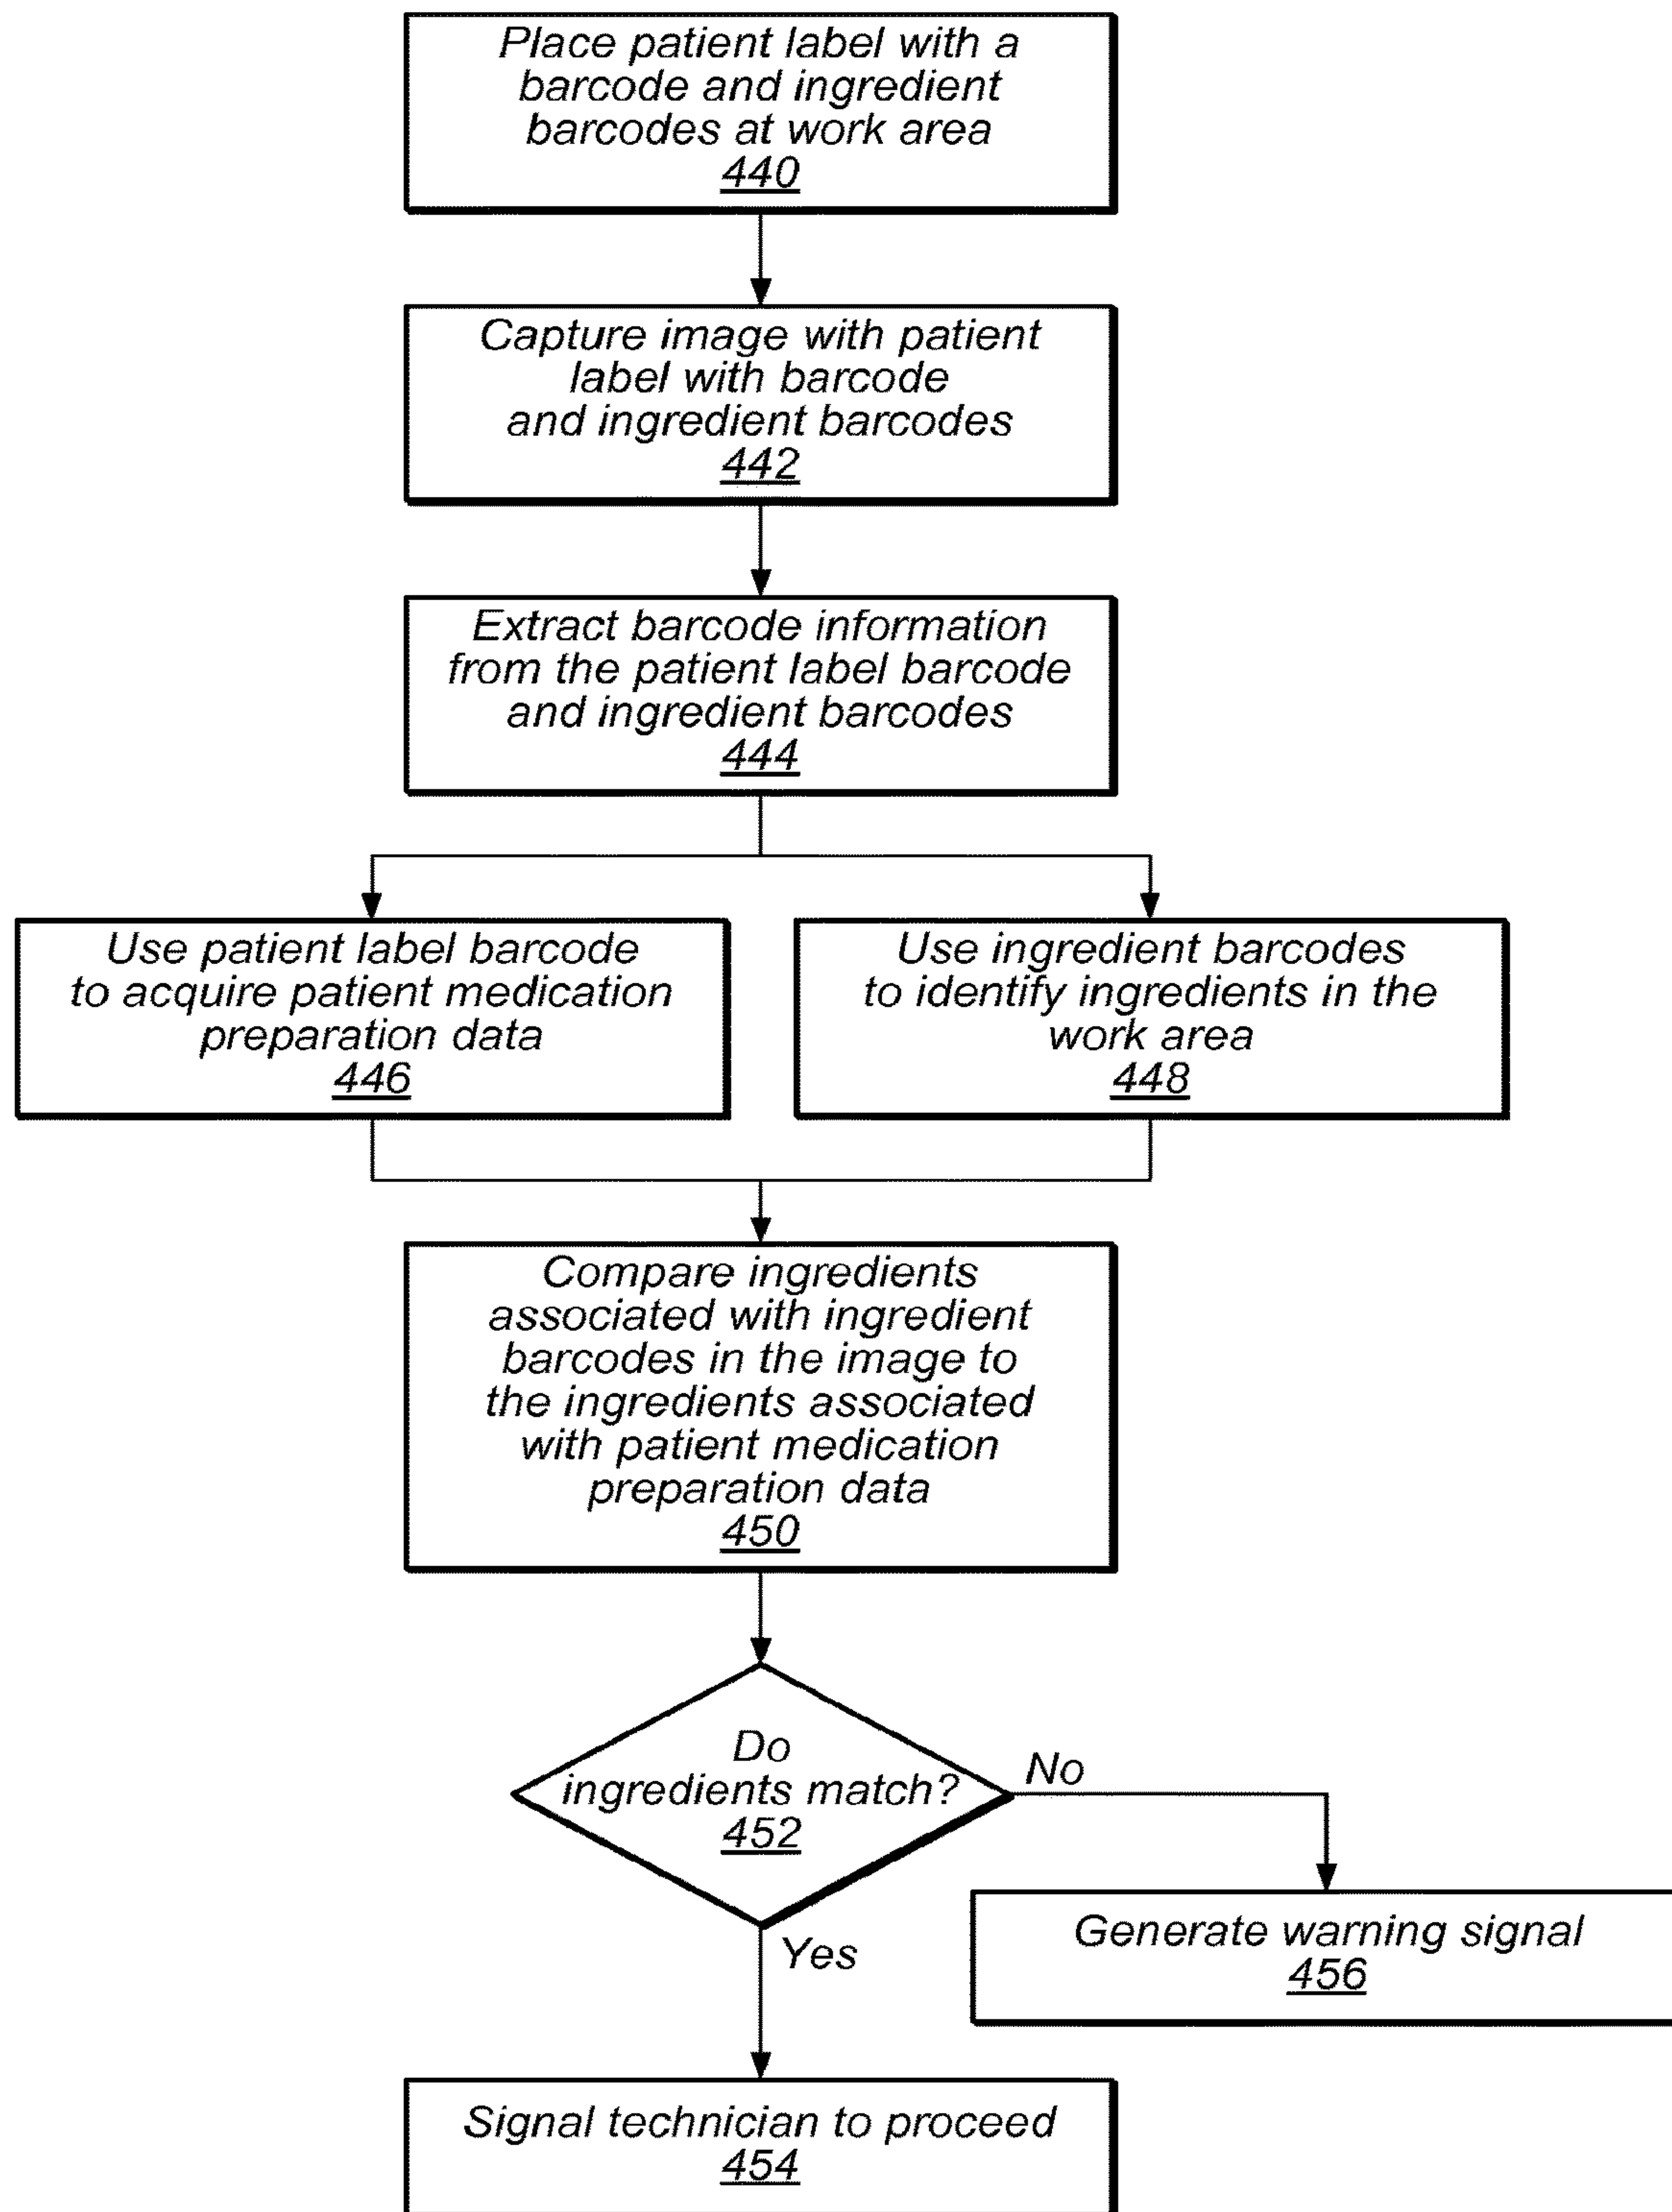 Place patient label with a
barcode and ingredient
barcodes at work area
440
Capture image with patient
label with barcode
and ingredient barcodes
442
Extract barcode information
from the patient label barcode
and ingredient barcodes
444
Use patient label barcode
to acquire patient medication
preparation data
446
Use ingredient barcodes
to identify ingredients in the
work area
448
Compare ingredients
associated with ingredient
barcodes in the image to
the ingredients associated
with patient medication
preparation data
450
Do
ingredients match?
452
No
Yes
Generate warning signal
456
Signal technician to proceed
454